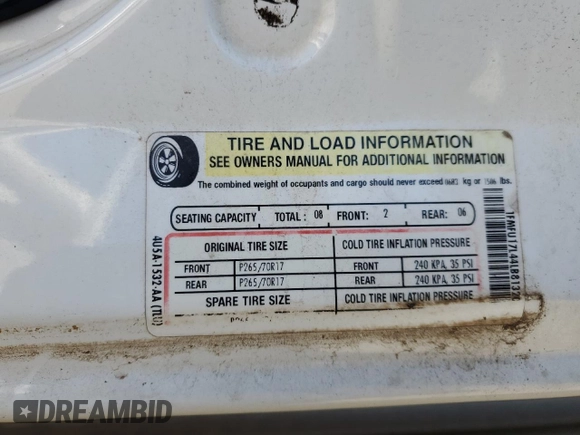 TIRE AND LOAD INFORMATION
SEE OWNERS MANUAL FOR ADDITIONAL INFORMATION
The combined weight of occupants and cargo should never exceed kg or lbs.
SEATING CAPACITY TOTAL: 08 FRONT: 2 REAR: 06
ORIGINAL TIRE SIZE COLD TIRE INFLATION PRESSURE
FRONT P265/70R17 FRONT 240 KPA, 35 PSI
REAR P265/70R17 REAR 240 KPA, 35 PSI
SPARE TIRE SIZE COLD TIRE INFLATION PRESSURE
4U5A-1532-AA
DREAMBID